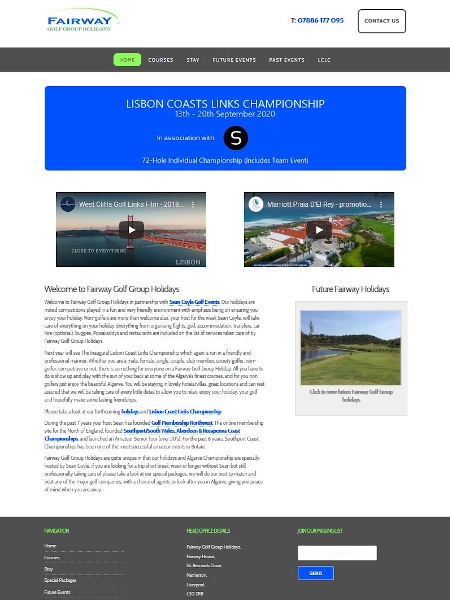 FAIRWAY
GOLF GROUP HOLIDAYS
T: 07886 177 095
CONTACT US
HOME COURSES STAY FUTURE EVENTS PAST EVENTS LCLC
LISBON COASTS LINKS CHAMPIONSHIP
13th - 20th September 2020
In association with: S
72-Hole Individual Championship (Includes Team Event)
West Cliffs Golf Links Film - 2018...
CLOSE TO EVERYTHING
LISBON
Marriott Praia D'El Rey - promotio...
Welcome to Fairway Golf Group Holidays
Welcome to Fairway Golf Group Holidays in partnership with Sean Coyle Golf Events. Our holidays are
mixed competitions played in a fun and very friendly environment with emphasis being on ensuring you
enjoy your holiday. Non-golfers are more than welcome also, your host for the week Sean Coyle, will take
care of everything on your holiday. Everything from organising flights, golf, accommodation, transfers, car
hire (optional), buggies, Powakaddys and restaurants are included on the list of services taken care of by
Fairway Golf Group Holidays.
Next year will see the Inaugural Lisbon Coast Links Championship which again is run in a friendly and
professional manner. Whether you are a male, female, single, couple, club member, society golfer, non-
golfer, competitive or not, there is something for everyone on a Fairway Golf Group Holiday. All you have to
do is show up and play with the sun of your back at some of the Algarve's finest courses, and for you non
golfers just enjoy the beautiful Algarve. You will be staying in lovely hotels/villas, great locations and can rest
assured that we will be taking care of every little detail to allow you to relax, enjoy your holiday, your golf
and hopefully make some lasting friendships.
Please take a look at our forthcoming holidays and Lisbon Coast Links Championship.
During the past 7 years your host Sean has founded Golf Membership Northwest, The online membership
site for the North of England, founded Southport/South Wales, Aberdeen & Hesperena Coast
Championships, and launched an Amateur Senior Tour (over 50's). For the past 6 years, Southport Coast
Championship has been one of the most successful amateur events in Britain.
Fairway Golf Group Holidays are quite unique in that our holidays and Algarve Championship are specially
hosted by Sean Coyle, if you are looking for a trip short break, week or longer without Sean but still
professionally taking care of please take a look at our special packages, we will do our best to match and
beat any of the major golf companies, with a choice of agents to look after you in Algarve, giving you peace
of mind when you are away.
Future Fairway Holidays
Click to view future Fairway Golf Group
holidays.
NAVIGATION
Home
Courses
Stay
Special Packages
Future Events
HEAD OFFICE DETAILS
Fairway Golf Group Holidays,
Fairway House,
St. Bennock Close,
Netherton,
Liverpool,
JOIN OUR MAILING LIST
SEND